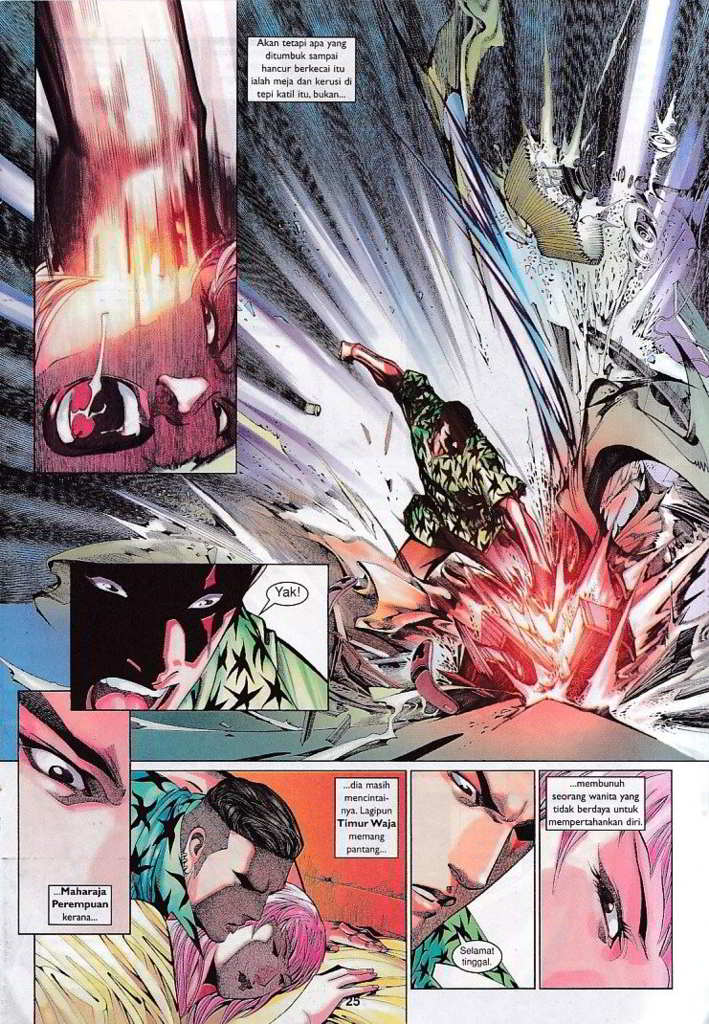 Akan tetapi apa yang
ditumbuk sampai
hancur berkecai itu
ialah meja dan kerusi di
tepi katil itu, bukan...
Yak!
...Maharaja
Perempuan
kerana...
...dia masih
mencintai-
nya. Lagipun
Timur Waja
memang
pantang...
Selamat
tinggal.
...membunuh
seorang wanita yang
tidak berdaya untuk
mempertahankan diri.
25